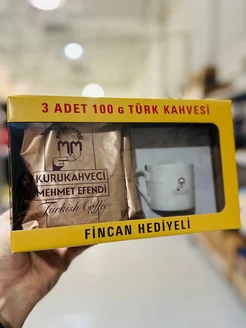 3 ADET 100 G TÜRK KAHVESİ
KURUKAHVECİ
MEHMET EFENDİ
Turkish Coffee
FİNCAN HEDİYELİ